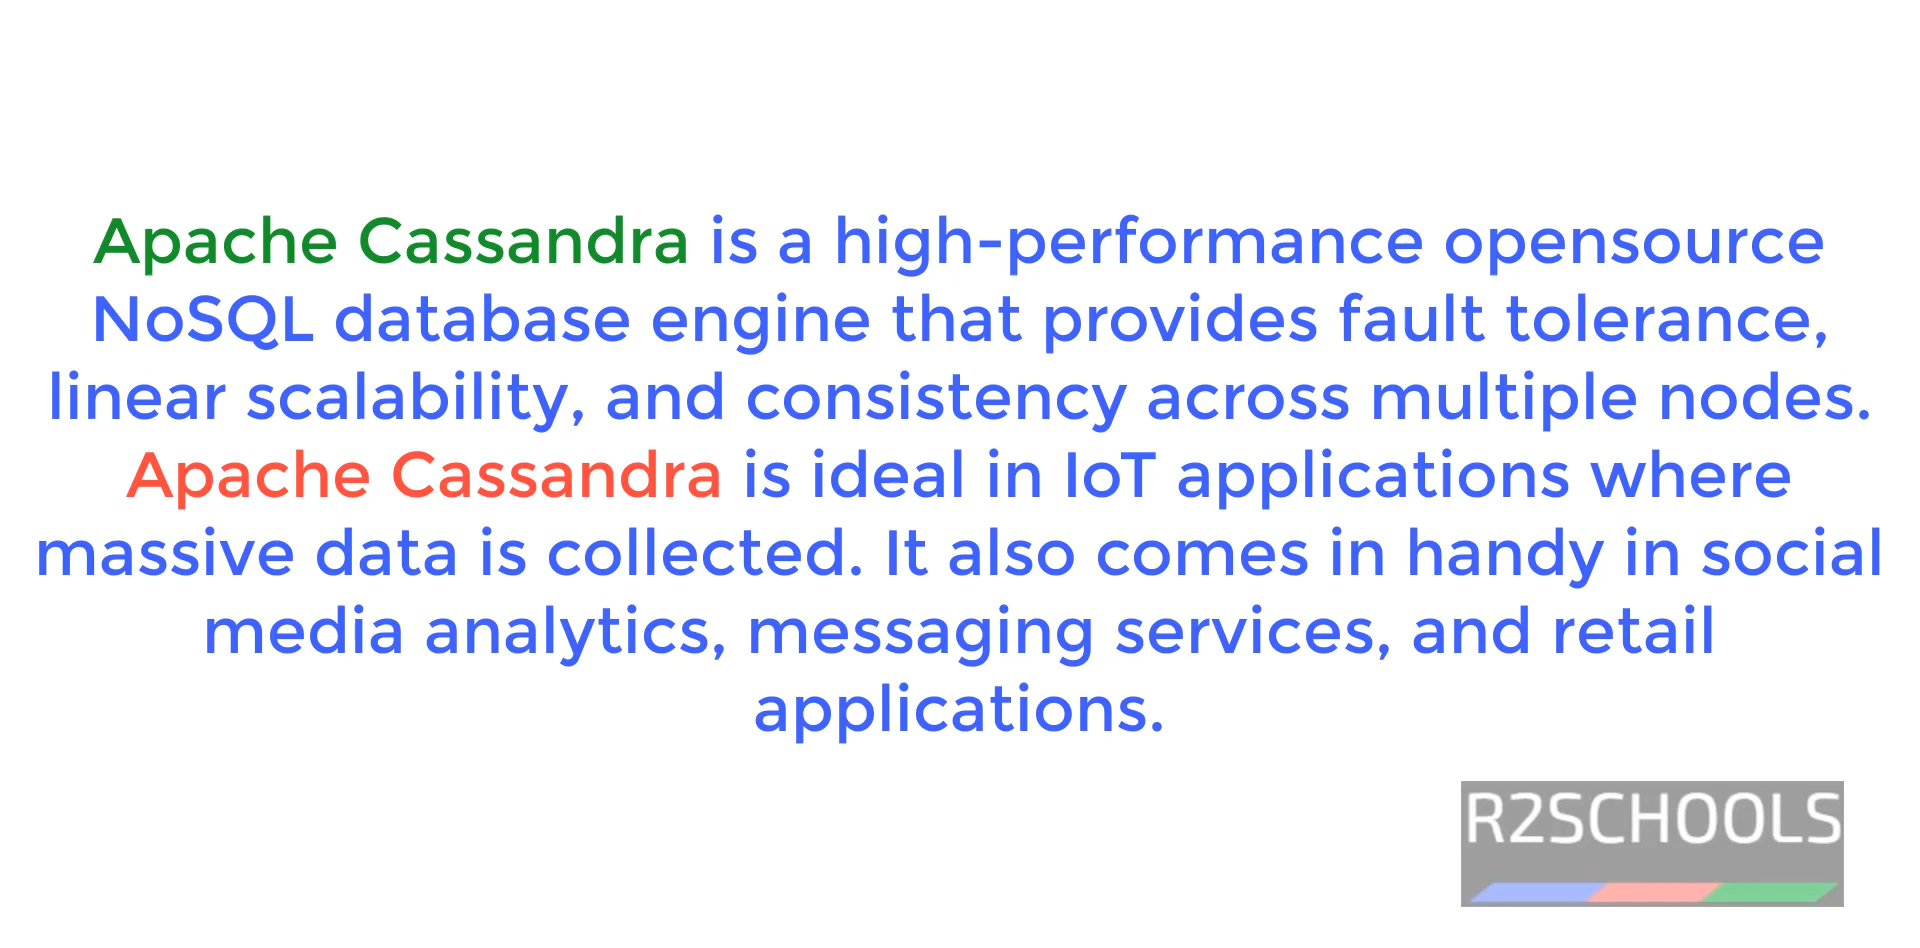 Apache Cassandra is a high-performance opensource
NoSQL database engine that provides fault tolerance,
linear scalability, and consistency across multiple nodes.
Apache Cassandra is ideal in IoT applications where
massive data is collected. It also comes in handy in social
media analytics, messaging services, and retail
applications.
R2SCHOOLS